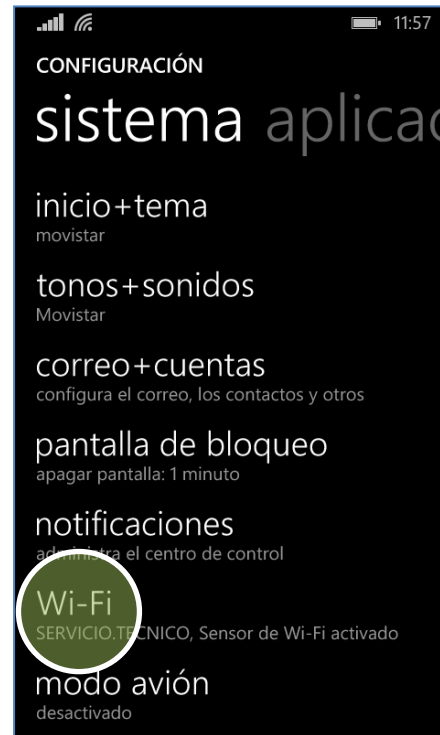 11:57
CONFIGURACIÓN
sistema aplicac
inicio+tema
movistar
tonos+sonidos
Movistar
correo+cuentas
configura el correo, los contactos y otros
pantalla de bloqueo
apagar pantalla: 1 minuto
notificaciones
administra el centro de control
Wi-Fi
SERVICIO.TECNICO, Sensor de Wi-Fi activado
modo avión
desactivado